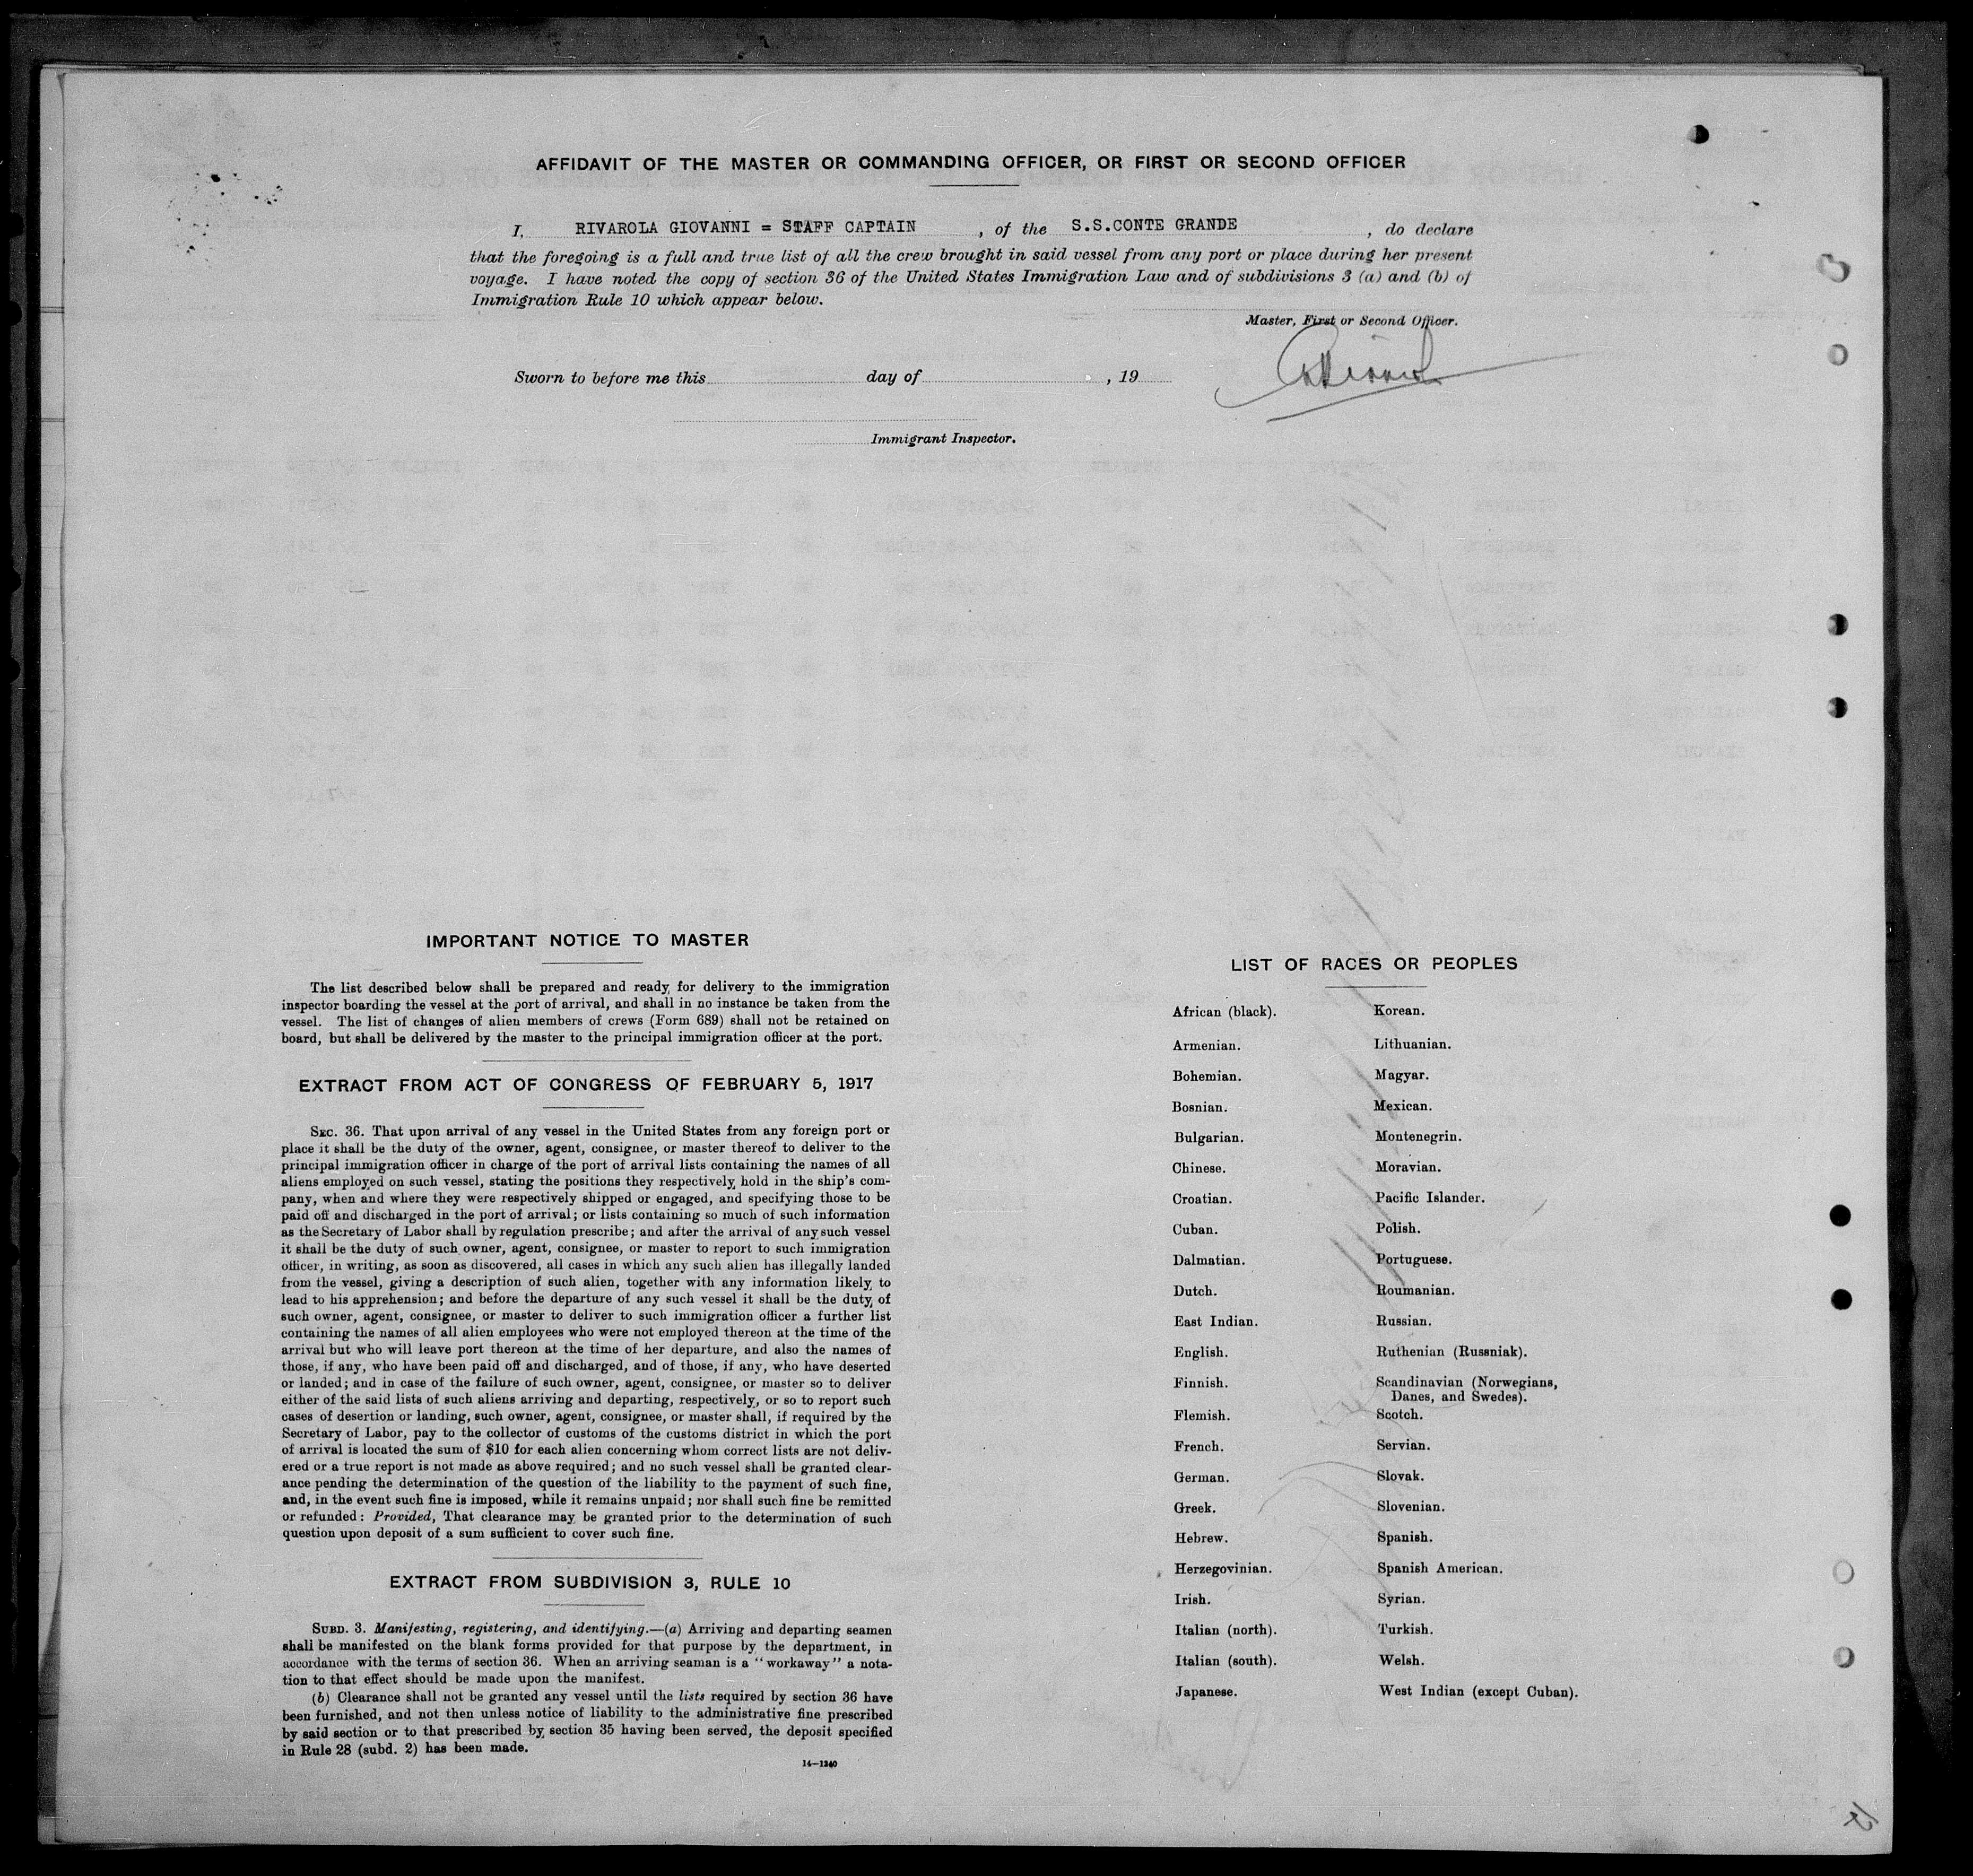 AFFIDAVIT OF THE MASTER OR COMMANDING OFFICER, OR FIRST OR SECOND OFFICER
I, RIVAROLA GIOVANNI = STAFF CAPTAIN , of the S.S.CONTE GRANDE , do declare
that the foregoing is a full and true list of all the crew brought in said vessel from any port or place during her present
voyage. I have noted the copy of section 36 of the United States Immigration Law and of subdivisions 3 (a) and (b) of
Immigration Rule 10 which appear below.
Master, First or Second Officer.
Sworn to before me this day of , 19
Immigrant Inspector.
IMPORTANT NOTICE TO MASTER
The list described below shall be prepared and ready for delivery to the immigration
inspector boarding the vessel at the port of arrival, and shall in no instance be taken from the
vessel. The list of changes of alien members of crews (Form 689) shall not be retained on
board, but shall be delivered by the master to the principal immigration officer at the port.
EXTRACT FROM ACT OF CONGRESS OF FEBRUARY 5, 1917
SEC. 36. That upon arrival of any vessel in the United States from any foreign port or
place it shall be the duty of the owner, agent, consignee, or master thereof to deliver to the
principal immigration officer in charge of the port of arrival lists containing the names of all
aliens employed on such vessel, stating the positions they respectively hold in the ship's com-
pany, when and where they were respectively shipped or engaged, and specifying those to be
paid off and discharged in the port of arrival; or lists containing so much of such information
as the Secretary of Labor shall by regulation prescribe; and after the arrival of any such vessel
it shall be the duty of such owner, agent, consignee, or master to report to such immigration
officer, in writing, as soon as discovered, all cases in which any such alien has illegally landed
from the vessel, giving a description of such alien, together with any information likely to
lead to his apprehension; and before the departure of any such vessel it shall be the duty of
such owner, agent, consignee, or master to deliver to such immigration officer a further list
containing the names of all alien employees who were not employed thereon at the time of the
arrival but who will leave port thereon at the time of her departure, and also the names of
those, if any, who have been paid off and discharged, and of those, if any, who have deserted
or landed; and in case of the failure of such owner, agent, consignee, or master so to deliver
either of the said lists of such aliens arriving and departing, respectively, or so to report such
cases of desertion or landing, such owner, agent, consignee, or master shall, if required by the
Secretary of Labor, pay to the collector of customs of the customs district in which the port
of arrival is located the sum of $10 for each alien concerning whom correct lists are not deliv-
ered or a true report is not made as above required; and no such vessel shall be granted clear-
ance pending the determination of the question of the liability to the payment of such fine,
and, in the event such fine is imposed, while it remains unpaid; nor shall such fine be remitted
or refunded: Provided, That clearance may be granted prior to the determination of such
question upon deposit of a sum sufficient to cover such fine.
EXTRACT FROM SUBDIVISION 3, RULE 10
SUBD. 3. Manifesting, registering, and identifying.—(a) Arriving and departing seamen
shall be manifested on the blank forms provided for that purpose by the department, in
accordance with the terms of section 36. When an arriving seaman is a "workaway" a nota-
tion to that effect should be made upon the manifest.
(b) Clearance shall not be granted any vessel until the lists required by section 36 have
been furnished, and not then unless notice of liability to the administrative fine prescribed
by said section or to that prescribed by section 35 having been served, the deposit specified
in Rule 28 (subd. 2) has been made.
14—1240
LIST OF RACES OR PEOPLES
African (black).
Armenian.
Bohemian.
Bosnian.
Bulgarian.
Chinese.
Croatian.
Cuban.
Dalmatian.
Dutch.
East Indian.
English.
Finnish.
Flemish.
French.
German.
Greek.
Hebrew.
Herzegovinian.
Irish.
Italian (north).
Italian (south).
Japanese.
Korean.
Lithuanian.
Magyar.
Mexican.
Montenegrin.
Moravian.
Pacific Islander.
Polish.
Portuguese.
Roumanian.
Russian.
Ruthenian (Russniak).
Scandinavian (Norwegians,
Danes, and Swedes).
Scotch.
Servian.
Slovak.
Slovenian.
Spanish.
Spanish American.
Syrian.
Turkish.
Welsh.
West Indian (except Cuban).